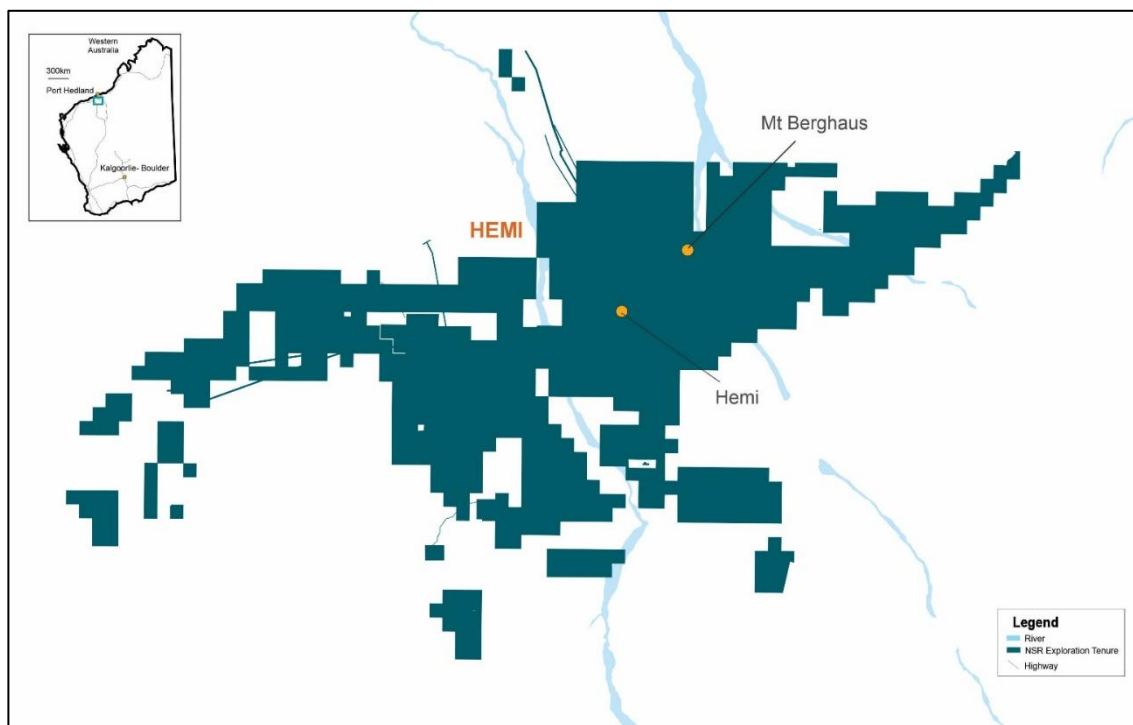 Western
Australia
300km
Port Hedland
Kalgoorlie- Boulder
Mt Berghaus
HEMI
Hemi
Legend
River
NSR Exploration Tenure
Highway